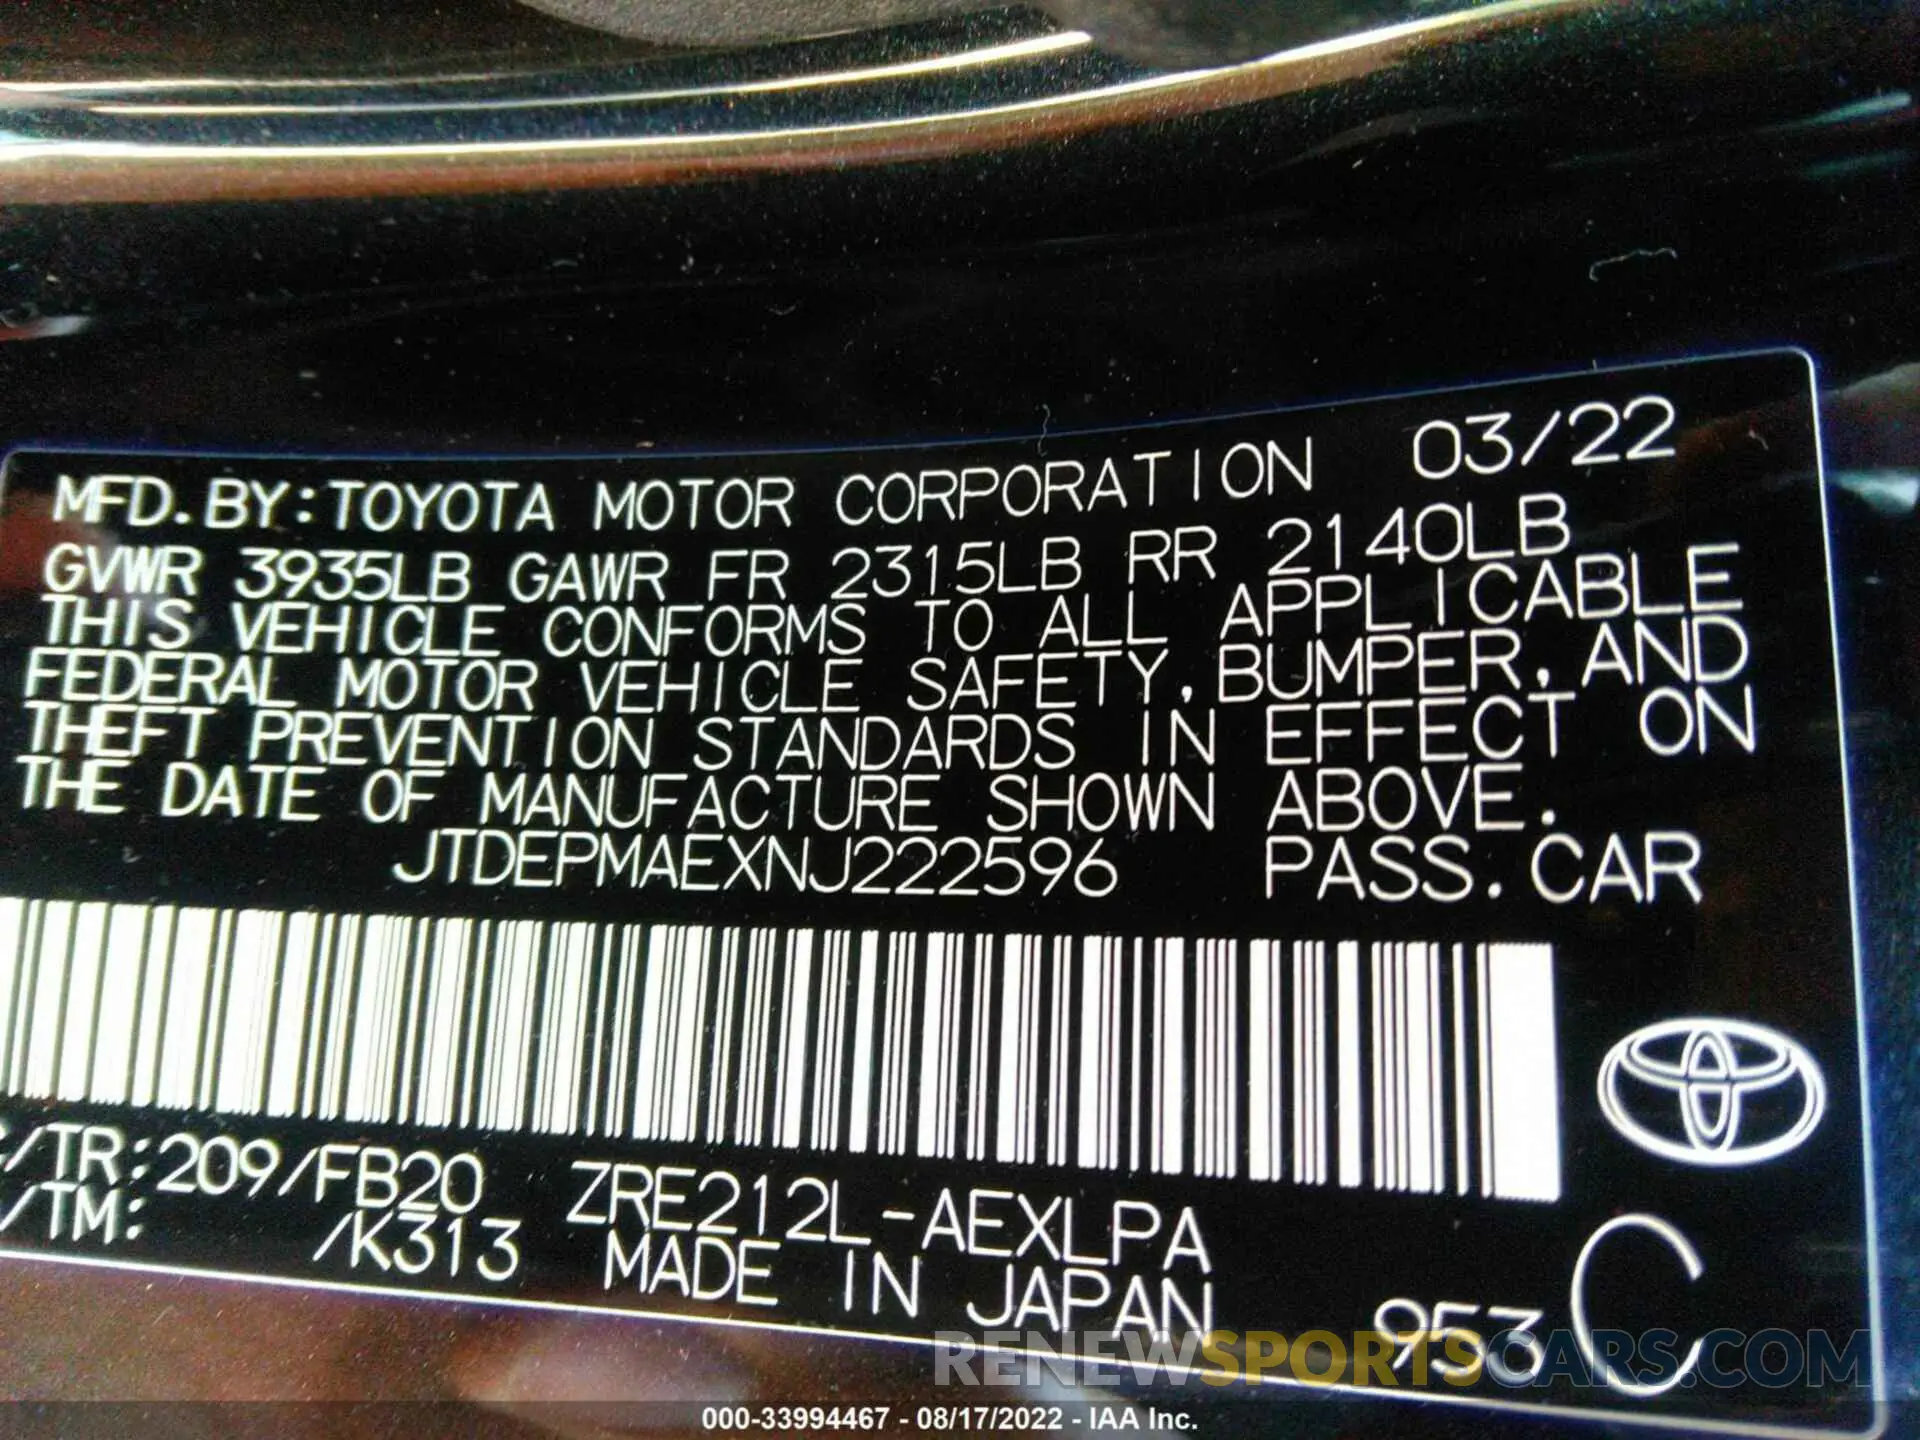 MFD.BY:TOYOTA MOTOR CORPORATION 03/22
GVWR 3935LB GAWR FR 2315LB RR 2140LB
THIS VEHICLE CONFORMS TO ALL APPLICABLE
FEDERAL MOTOR VEHICLE SAFETY,BUMPER,AND
THEFT PREVENTION STANDARDS IN EFFECT ON
THE DATE OF MANUFACTURE SHOWN ABOVE.
JTDEPMAEXNJ222596 PASS.CAR
/TR:209/FB20 ZRE212L-AEXLPA
/TM: /K313 MADE IN JAPAN 953 C
RENEWSPORTSCARS.COM
000-33994467 - 08/17/2022 - IAA Inc.